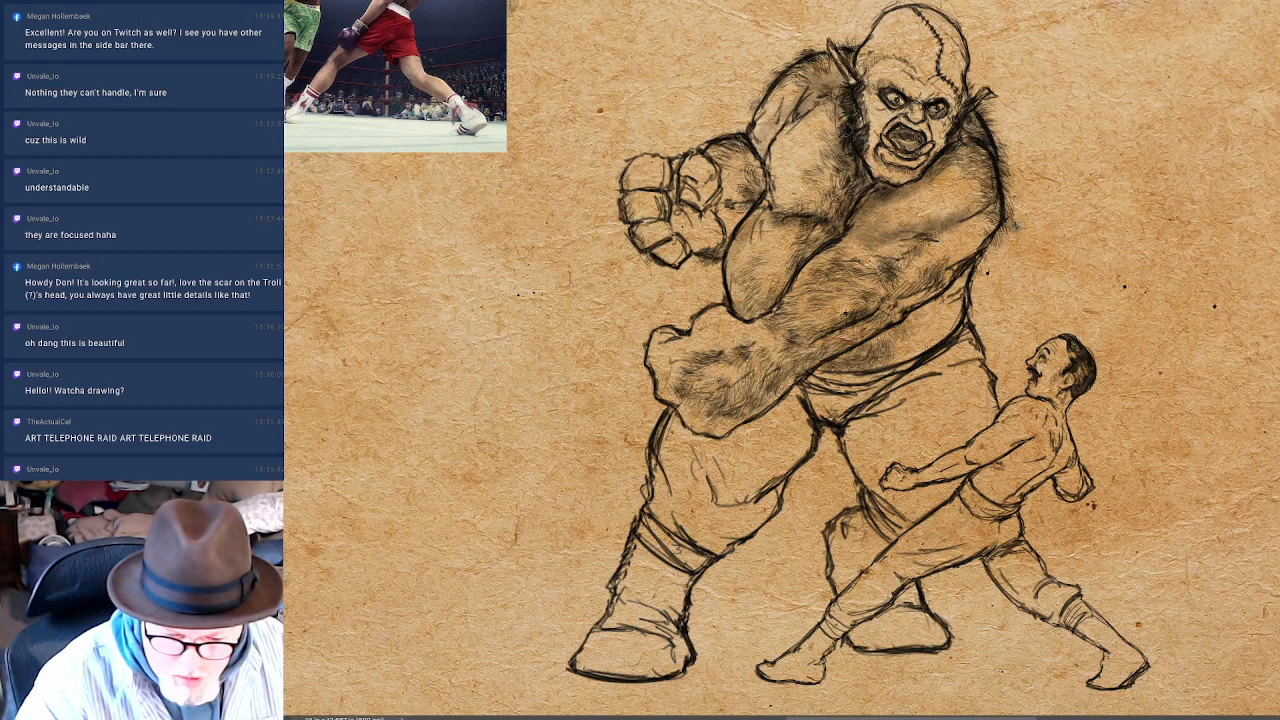 Megan Hollembaek
Excellent! Are you on Twitch as well? I see you have other
messages in the side bar there.
Unvale_io
Nothing they can't handle, I'm sure
Unvale_io
cuz this is wild
Unvale_io
understandable
Unvale_io
they are focused haha
Megan Hollembaek
Howdy Don! It's looking great so far!, love the scar on the Troll
(?)'s head, you always have great little details like that!
Unvale_io
oh dang this is beautiful
Unvale_io
Hello!! Watcha drawing?
TheActualCel
ART TELEPHONE RAID ART TELEPHONE RAID
Unvale_io